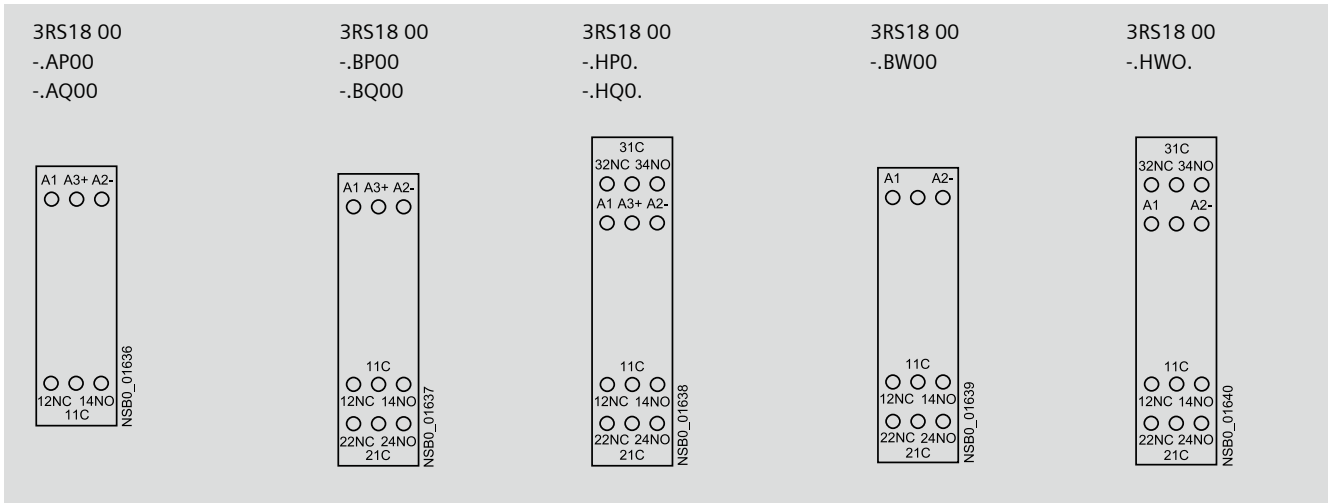 3RS18 00
-.AP00
-.AQ00
A1 A3+ A2-
12NC 14NO
11C
NSB0_01636
3RS18 00
-.BP00
-.BQ00
A1 A3+ A2-
11C
12NC 14NO
22NC 24NO
21C
NSB0_01637
3RS18 00
-.HP0.
-.HQ0.
31C
32NC 34NO
A1 A3+ A2-
11C
12NC 14NO
22NC 24NO
21C
NSB0_01638
3RS18 00
-.BW00
A1 A2-
11C
12NC 14NO
22NC 24NO
21C
NSB0_01639
3RS18 00
-.HWO.
31C
32NC 34NO
A1 A2-
11C
12NC 14NO
22NC 24NO
21C
NSB0_01640